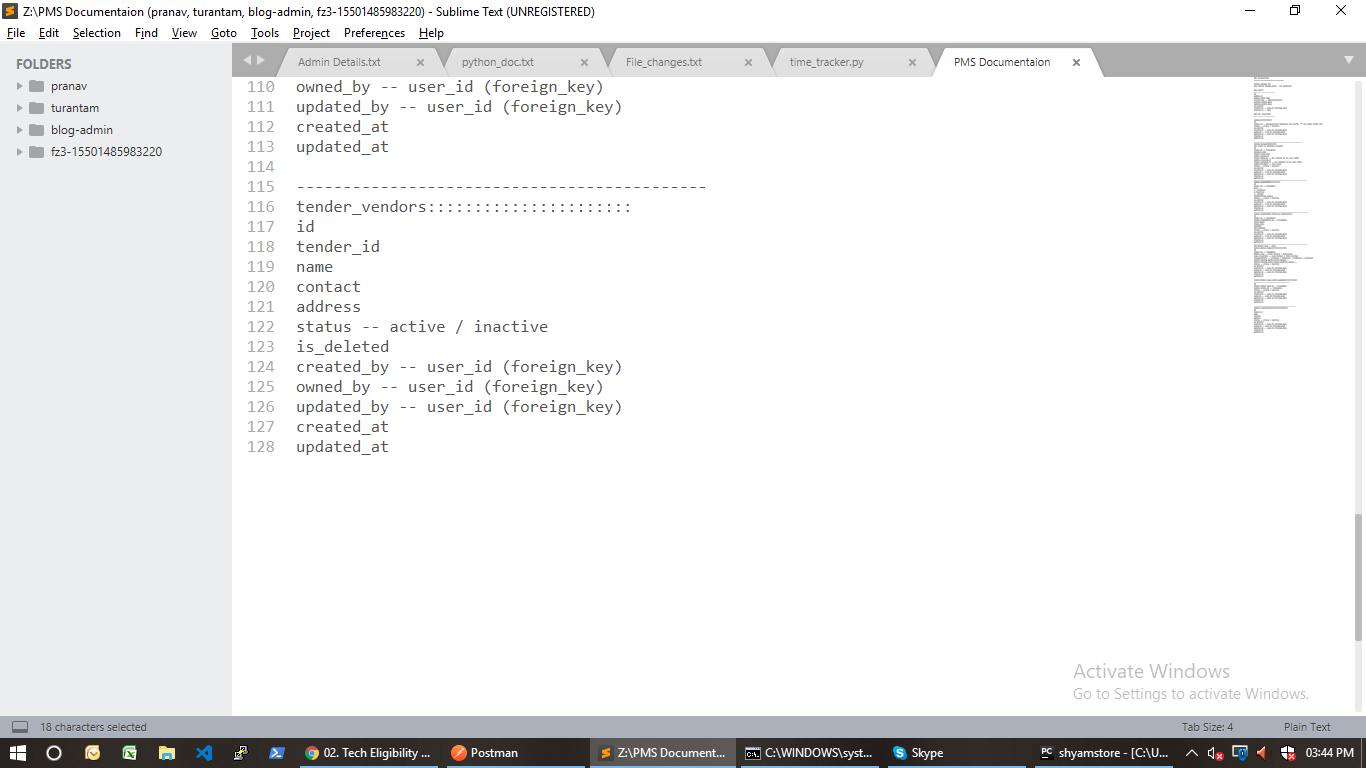 Z:\PMS Documentaion (pranav, turantam, blog-admin, fz3-15501485983220) - Sublime Text (UNREGISTERED)
File Edit Selection Find View Goto Tools Project Preferences Help
FOLDERS
pranav
turantam
blog-admin
fz3-15501485983220
Admin Details.txt
python_doc.txt
File_changes.txt
time_tracker.py
PMS Documentaion
110 owned_by -- user_id (foreign_key)
111 updated_by -- user_id (foreign_key)
112 created_at
113 updated_at
114
115 --------------------------------------------
116 tender_vendors::::::::::::::::::::::
117 id
118 tender_id
119 name
120 contact
121 address
122 status -- active / inactive
123 is_deleted
124 created_by -- user_id (foreign_key)
125 owned_by -- user_id (foreign_key)
126 updated_by -- user_id (foreign_key)
127 created_at
128 updated_at
Activate Windows
Go to Settings to activate Windows.
18 characters selected
Tab Size: 4
Plain Text
02. Tech Eligibility ...
Postman
Z:\PMS Document...
C:\WINDOWS\syst...
Skype
shyamstore - [C:\U...
03:44 PM